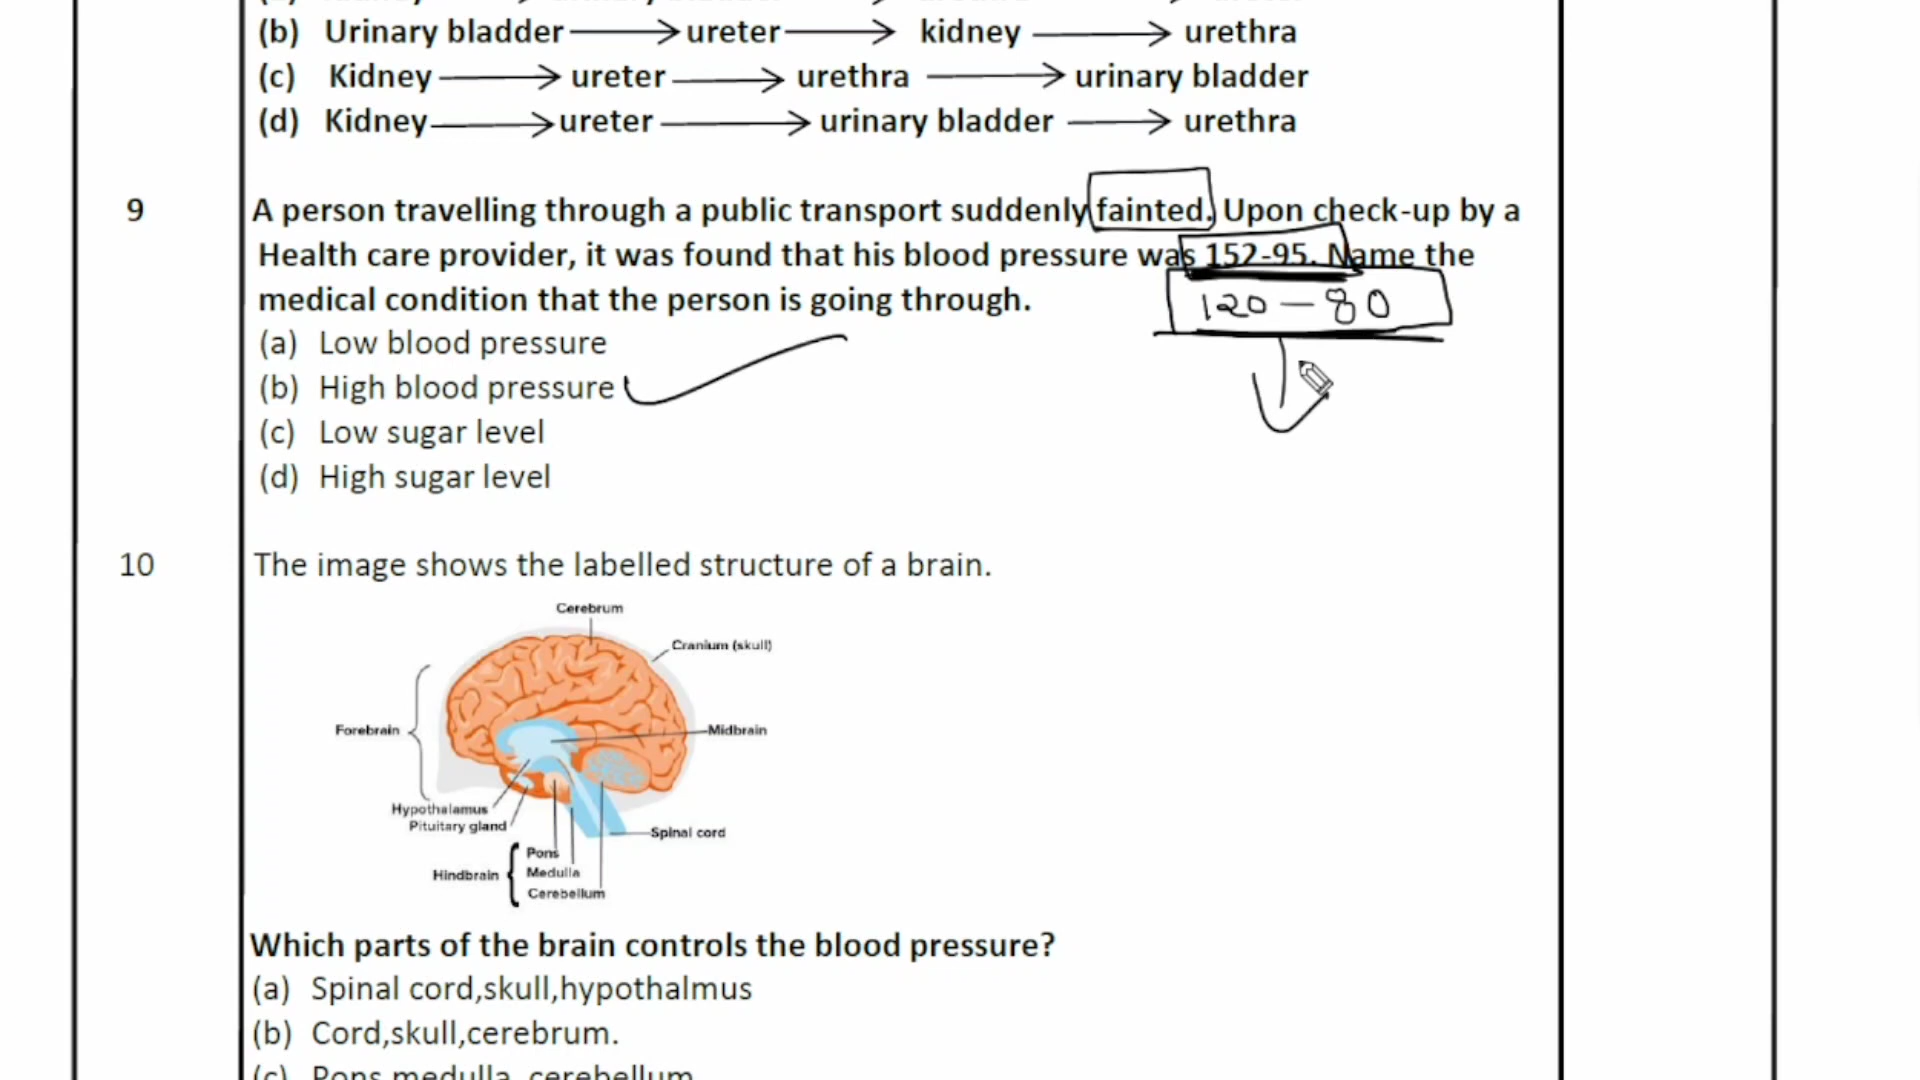 (b) Urinary bladder ⟶ ureter ⟶ kidney ⟶ urethra
(c) Kidney ⟶ ureter ⟶ urethra ⟶ urinary bladder
(d) Kidney ⟶ ureter ⟶ urinary bladder ⟶ urethra
9 A person travelling through a public transport suddenly fainted. Upon check-up by a
Health care provider, it was found that his blood pressure was 152-95. Name the
medical condition that the person is going through.
120 – 80
(a) Low blood pressure
(b) High blood pressure
(c) Low sugar level
(d) High sugar level
10 The image shows the labelled structure of a brain.
Cerebrum
Cranium (skull)
Forebrain
Midbrain
Hypothalamus
Pituitary gland
Spinal cord
Pons
Hindbrain
Medulla
Cerebellum
Which parts of the brain controls the blood pressure?
(a) Spinal cord,skull,hypothalmus
(b) Cord,skull,cerebrum.
(c) Pons medulla, cerebellum